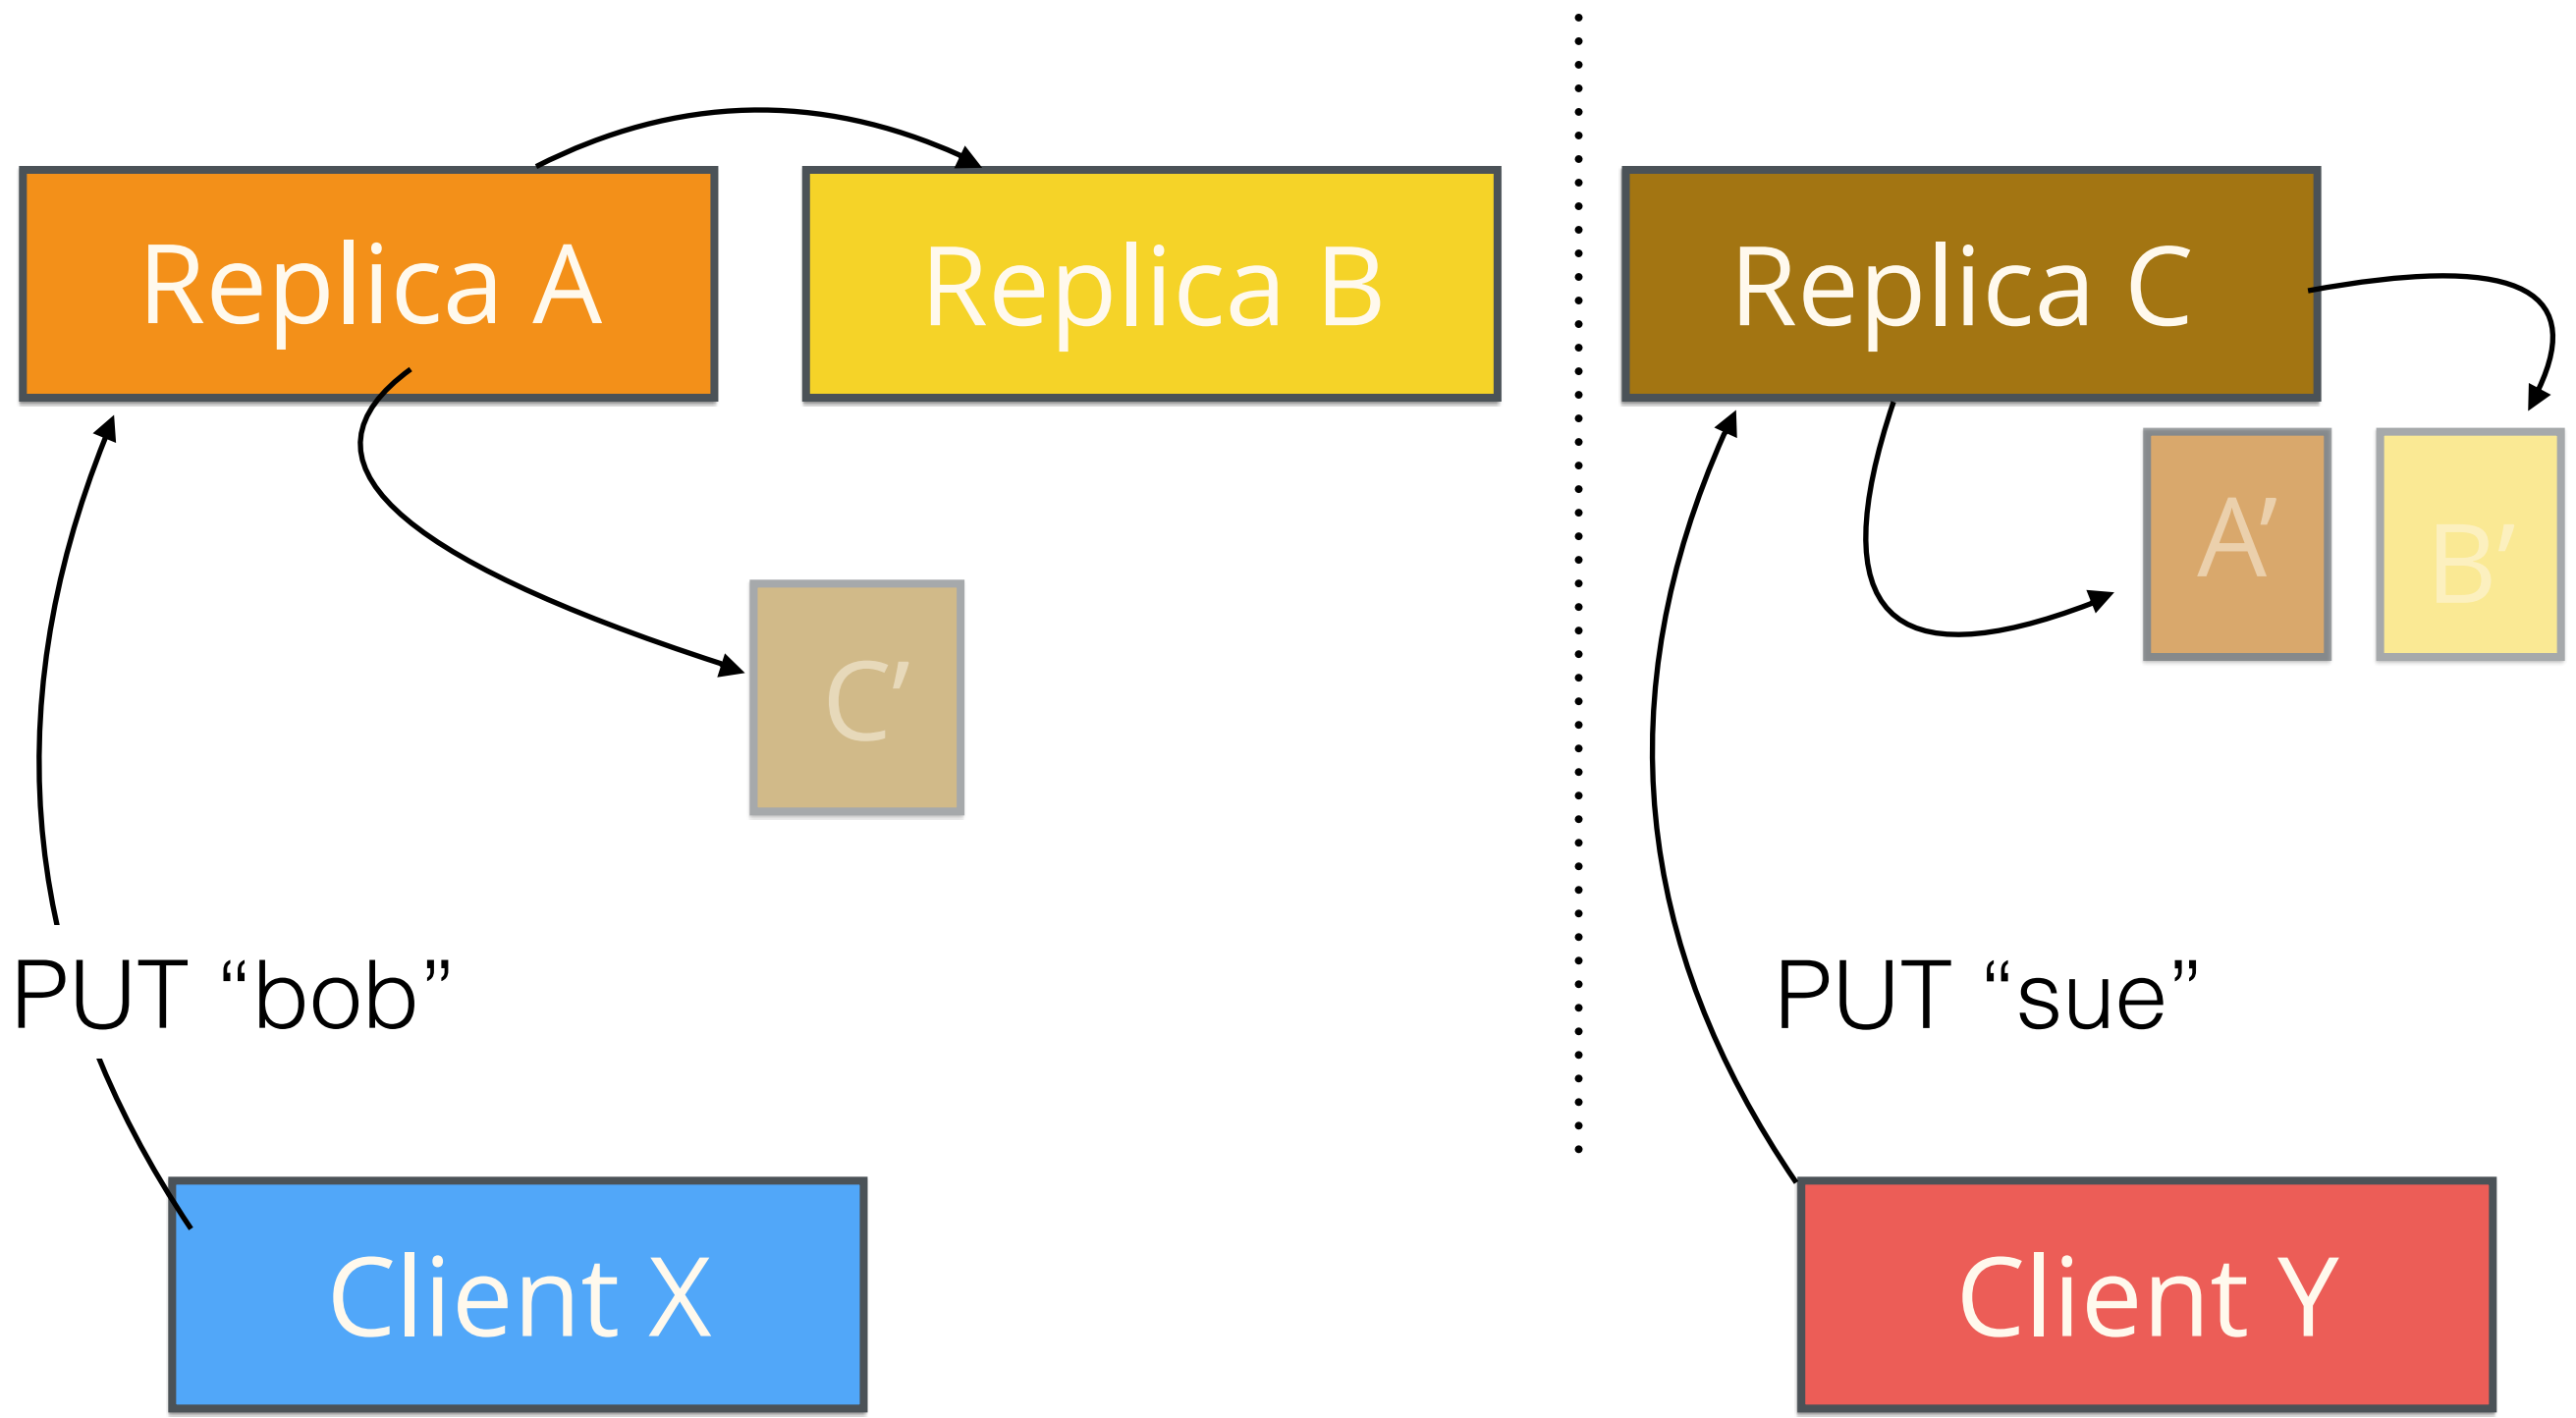 Replica A
Replica B
Replica C
A’
B’
C’
PUT “bob”
PUT “sue”
Client X
Client Y